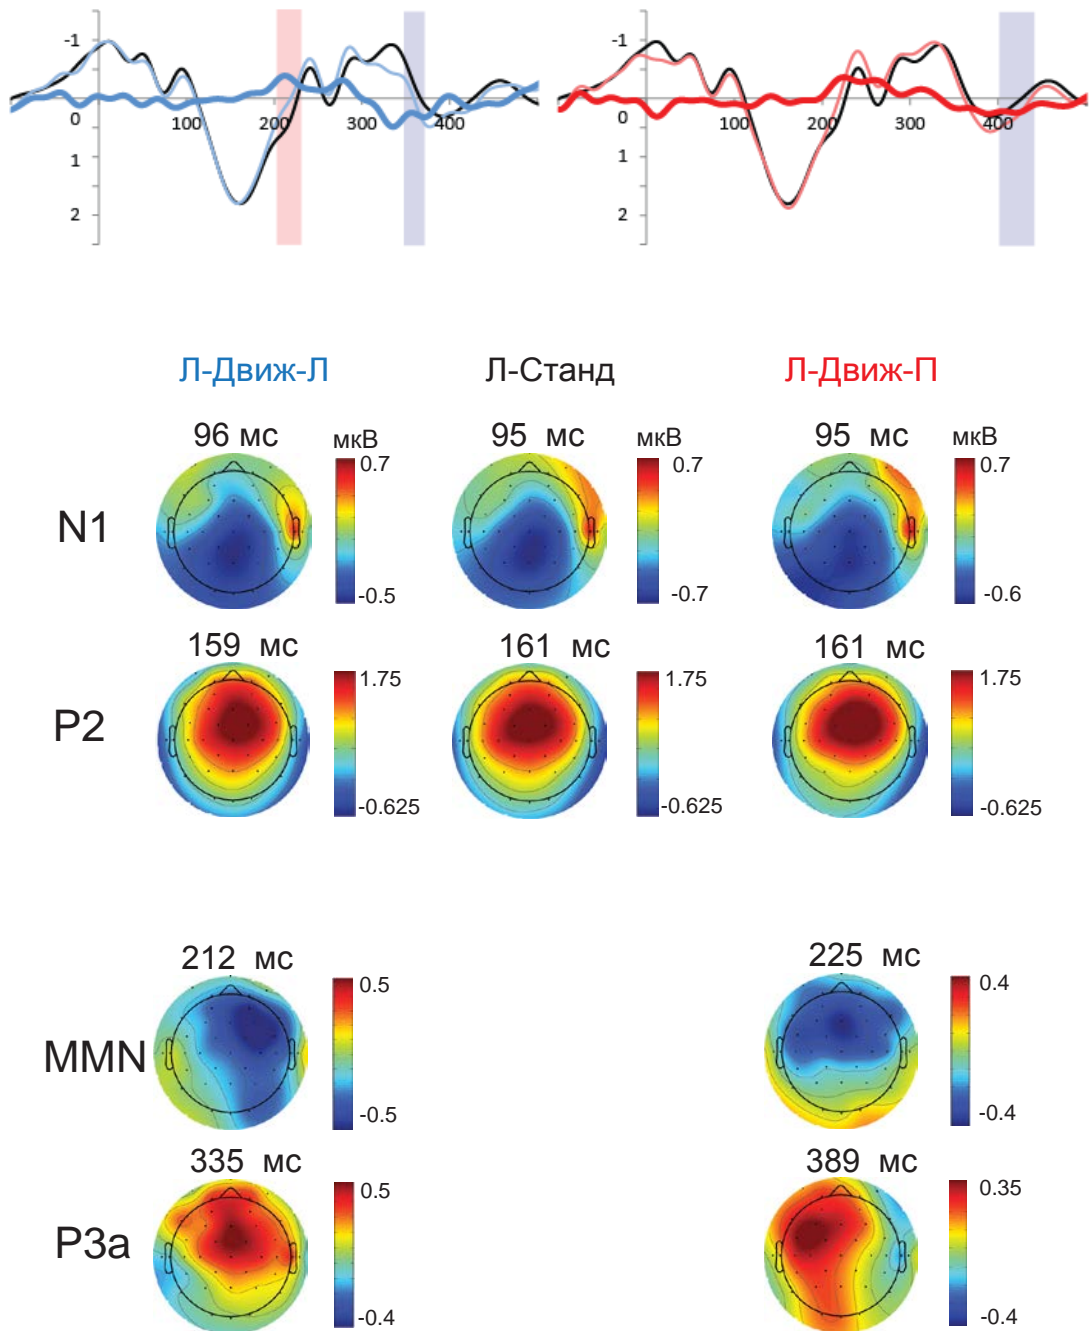 -1
0
1
2
100
200
300
400
-1
0
1
2
100
200
300
400
Л-Движ-Л Л-Станд Л-Движ-П
96 мс 95 мс 95 мс
мкВ мкВ мкВ
0.7 0.7 0.7
N1
-0.5 -0.7 -0.6
159 мс 161 мс 161 мс
1.75 1.75 1.75
P2
-0.625 -0.625 -0.625
212 мс 225 мс
0.5 0.4
MMN
-0.5 -0.4
335 мс 389 мс
0.5 0.35
P3a
-0.4 -0.4